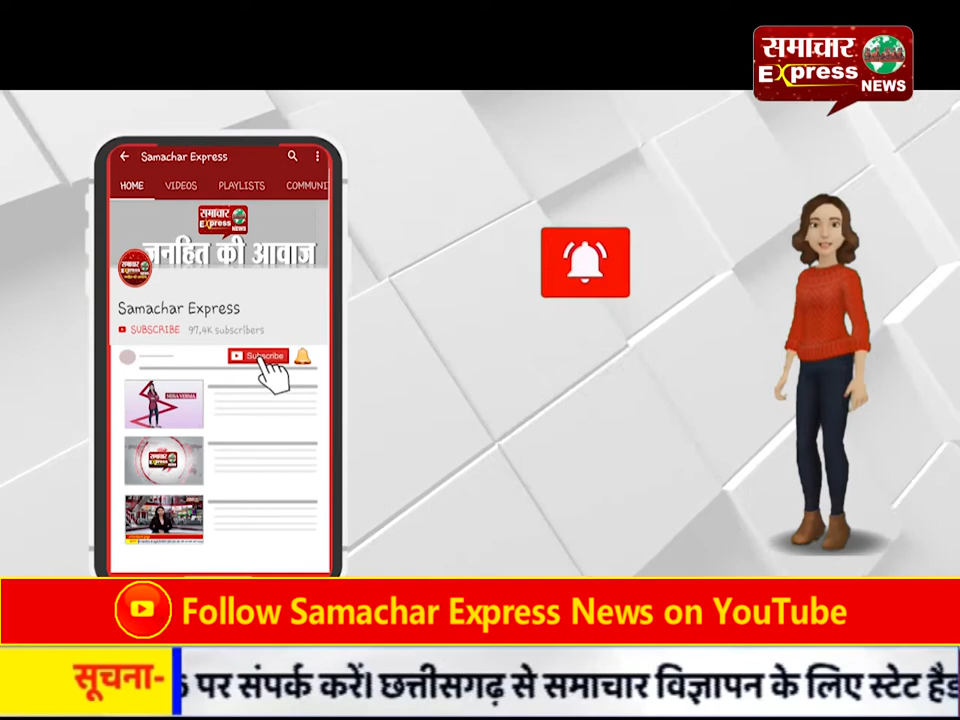 समाचार
Express
NEWS
Samachar Express
HOME VIDEOS PLAYLISTS COMMUNI
समाचार
Express
NEWS
जनहित की आवाज
Samachar Express
SUBSCRIBE 97.4K subscribers
Subscribe
Follow Samachar Express News on YouTube
सूचना- पर संपर्क करें। छत्तीसगढ़ से समाचार विज्ञापन के लिए स्टेट हैड